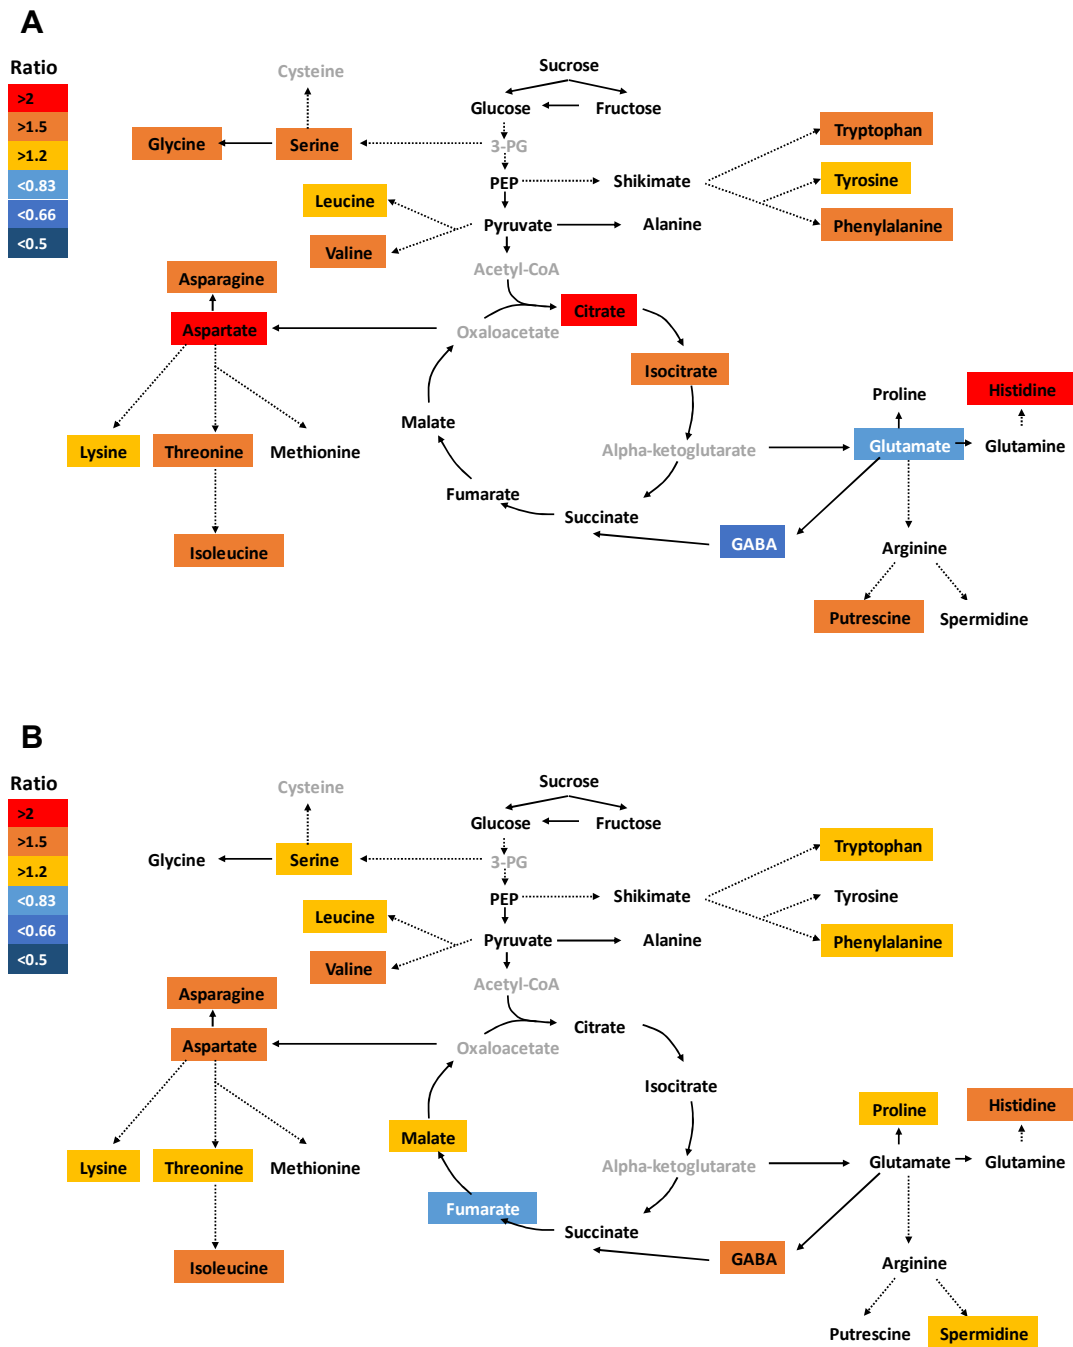 A
Ratio
>2
>1.5
>1.2
<0.83
<0.66
<0.5
Sucrose
Cysteine
Glucose
Fructose
Glycine
Serine
3-PG
Tryptophan
PEP
Shikimate
Tyrosine
Leucine
Pyruvate
Alanine
Phenylalanine
Valine
Acetyl-CoA
Asparagine
Citrate
Aspartate
Oxaloacetate
Isocitrate
Proline
Histidine
Malate
Lysine
Threonine
Methionine
Alpha-ketoglutarate
Glutamate
Glutamine
Fumarate
Succinate
Isoleucine
GABA
Arginine
Putrescine
Spermidine
B
Ratio
>2
>1.5
>1.2
<0.83
<0.66
<0.5
Sucrose
Cysteine
Glucose
Fructose
Glycine
Serine
3-PG
Tryptophan
PEP
Shikimate
Tyrosine
Leucine
Pyruvate
Alanine
Phenylalanine
Valine
Acetyl-CoA
Asparagine
Citrate
Aspartate
Oxaloacetate
Isocitrate
Proline
Histidine
Malate
Lysine
Threonine
Methionine
Alpha-ketoglutarate
Glutamate
Glutamine
Fumarate
Succinate
Isoleucine
GABA
Arginine
Putrescine
Spermidine